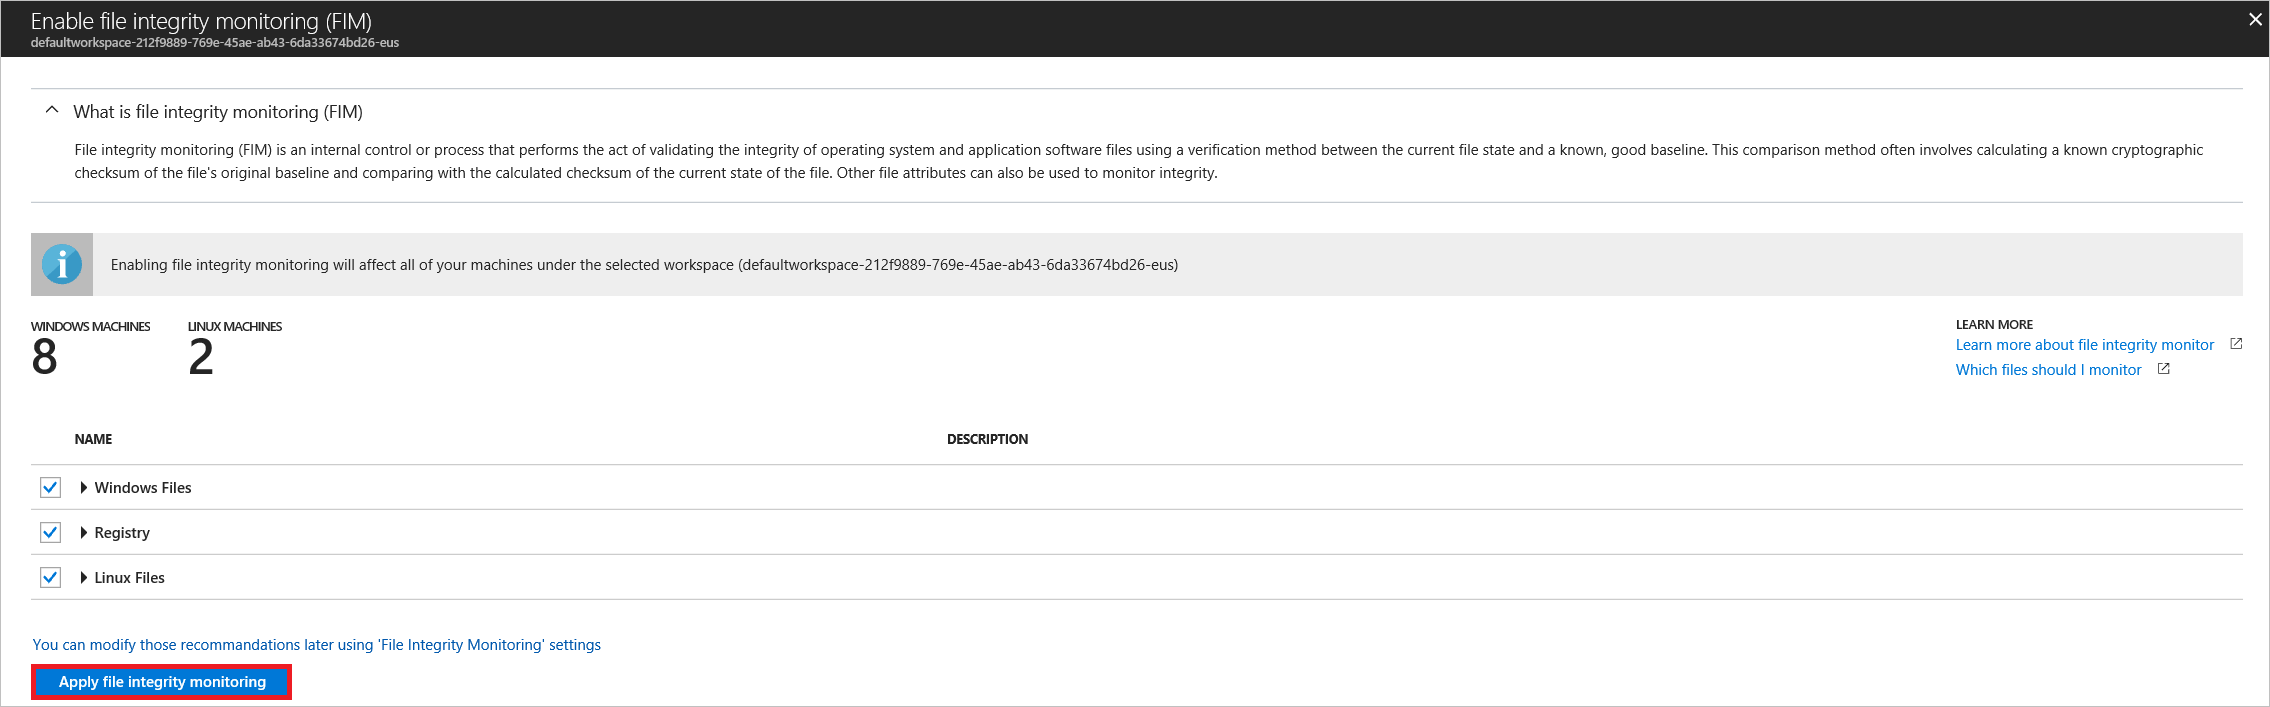 Enable file integrity monitoring (FIM)
defaultworkspace-212f9889-769e-45ae-ab43-6da33674bd26-eus
What is file integrity monitoring (FIM)
File integrity monitoring (FIM) is an internal control or process that performs the act of validating the integrity of operating system and application software files using a verification method between the current file state and a known, good baseline. This comparison method often involves calculating a known cryptographic
checksum of the file's original baseline and comparing with the calculated checksum of the current state of the file. Other file attributes can also be used to monitor integrity.
Enabling file integrity monitoring will affect all of your machines under the selected workspace (defaultworkspace-212f9889-769e-45ae-ab43-6da33674bd26-eus)
WINDOWS MACHINES
8
LINUX MACHINES
2
LEARN MORE
Learn more about file integrity monitor
Which files should I monitor
NAME DESCRIPTION
Windows Files
Registry
Linux Files
You can modify those recommandations later using 'File Integrity Monitoring' settings
Apply file integrity monitoring